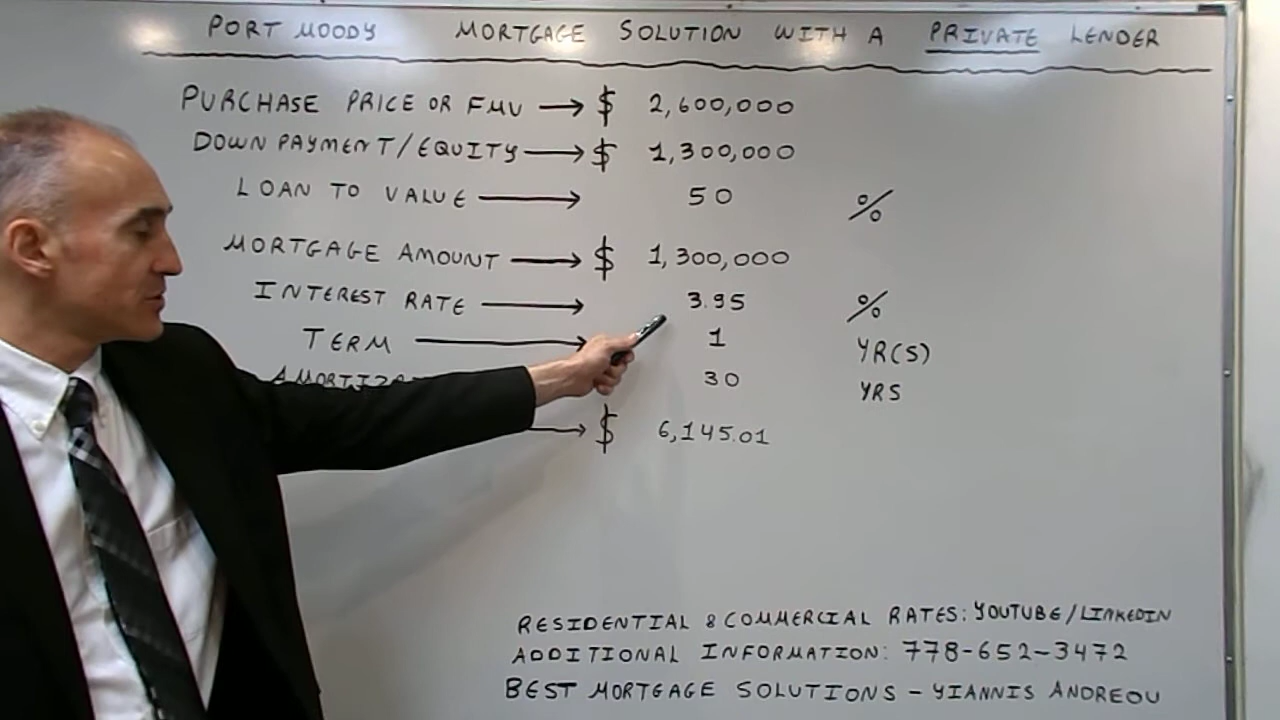 PORT MOODY MORTGAGE SOLUTION WITH A PRIVATE LENDER
PURCHASE PRICE OR FMV → $ 2,600,000
DOWN PAYMENT/EQUITY → $ 1,300,000
LOAN TO VALUE → 50 %
MORTGAGE AMOUNT → $ 1,300,000
INTEREST RATE → 3.95 %
TERM → 1 YR(S)
30 YRS
→ $ 6,145.01
RESIDENTIAL & COMMERCIAL RATES: YOUTUBE/LINKEDIN
ADDITIONAL INFORMATION: 778-652-3472
BEST MORTGAGE SOLUTIONS - YIANNIS ANDREOU